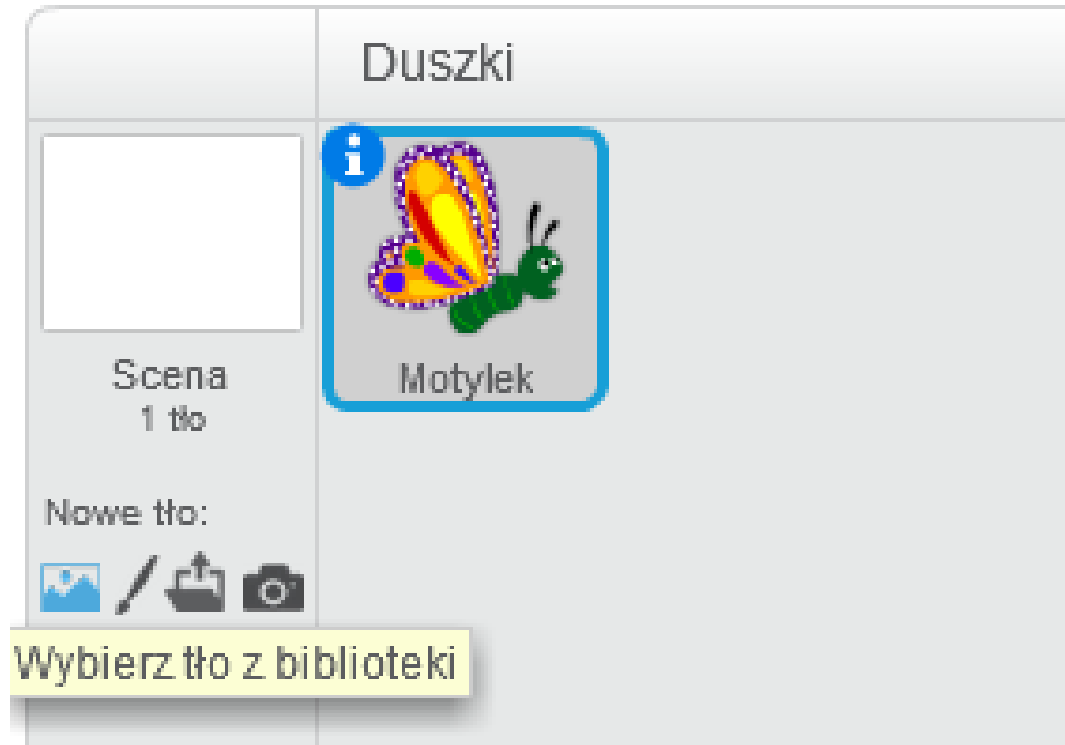 Duszki
Motylek
Scena
1 tło
Nowe tło:
Wybierz tło z biblioteki